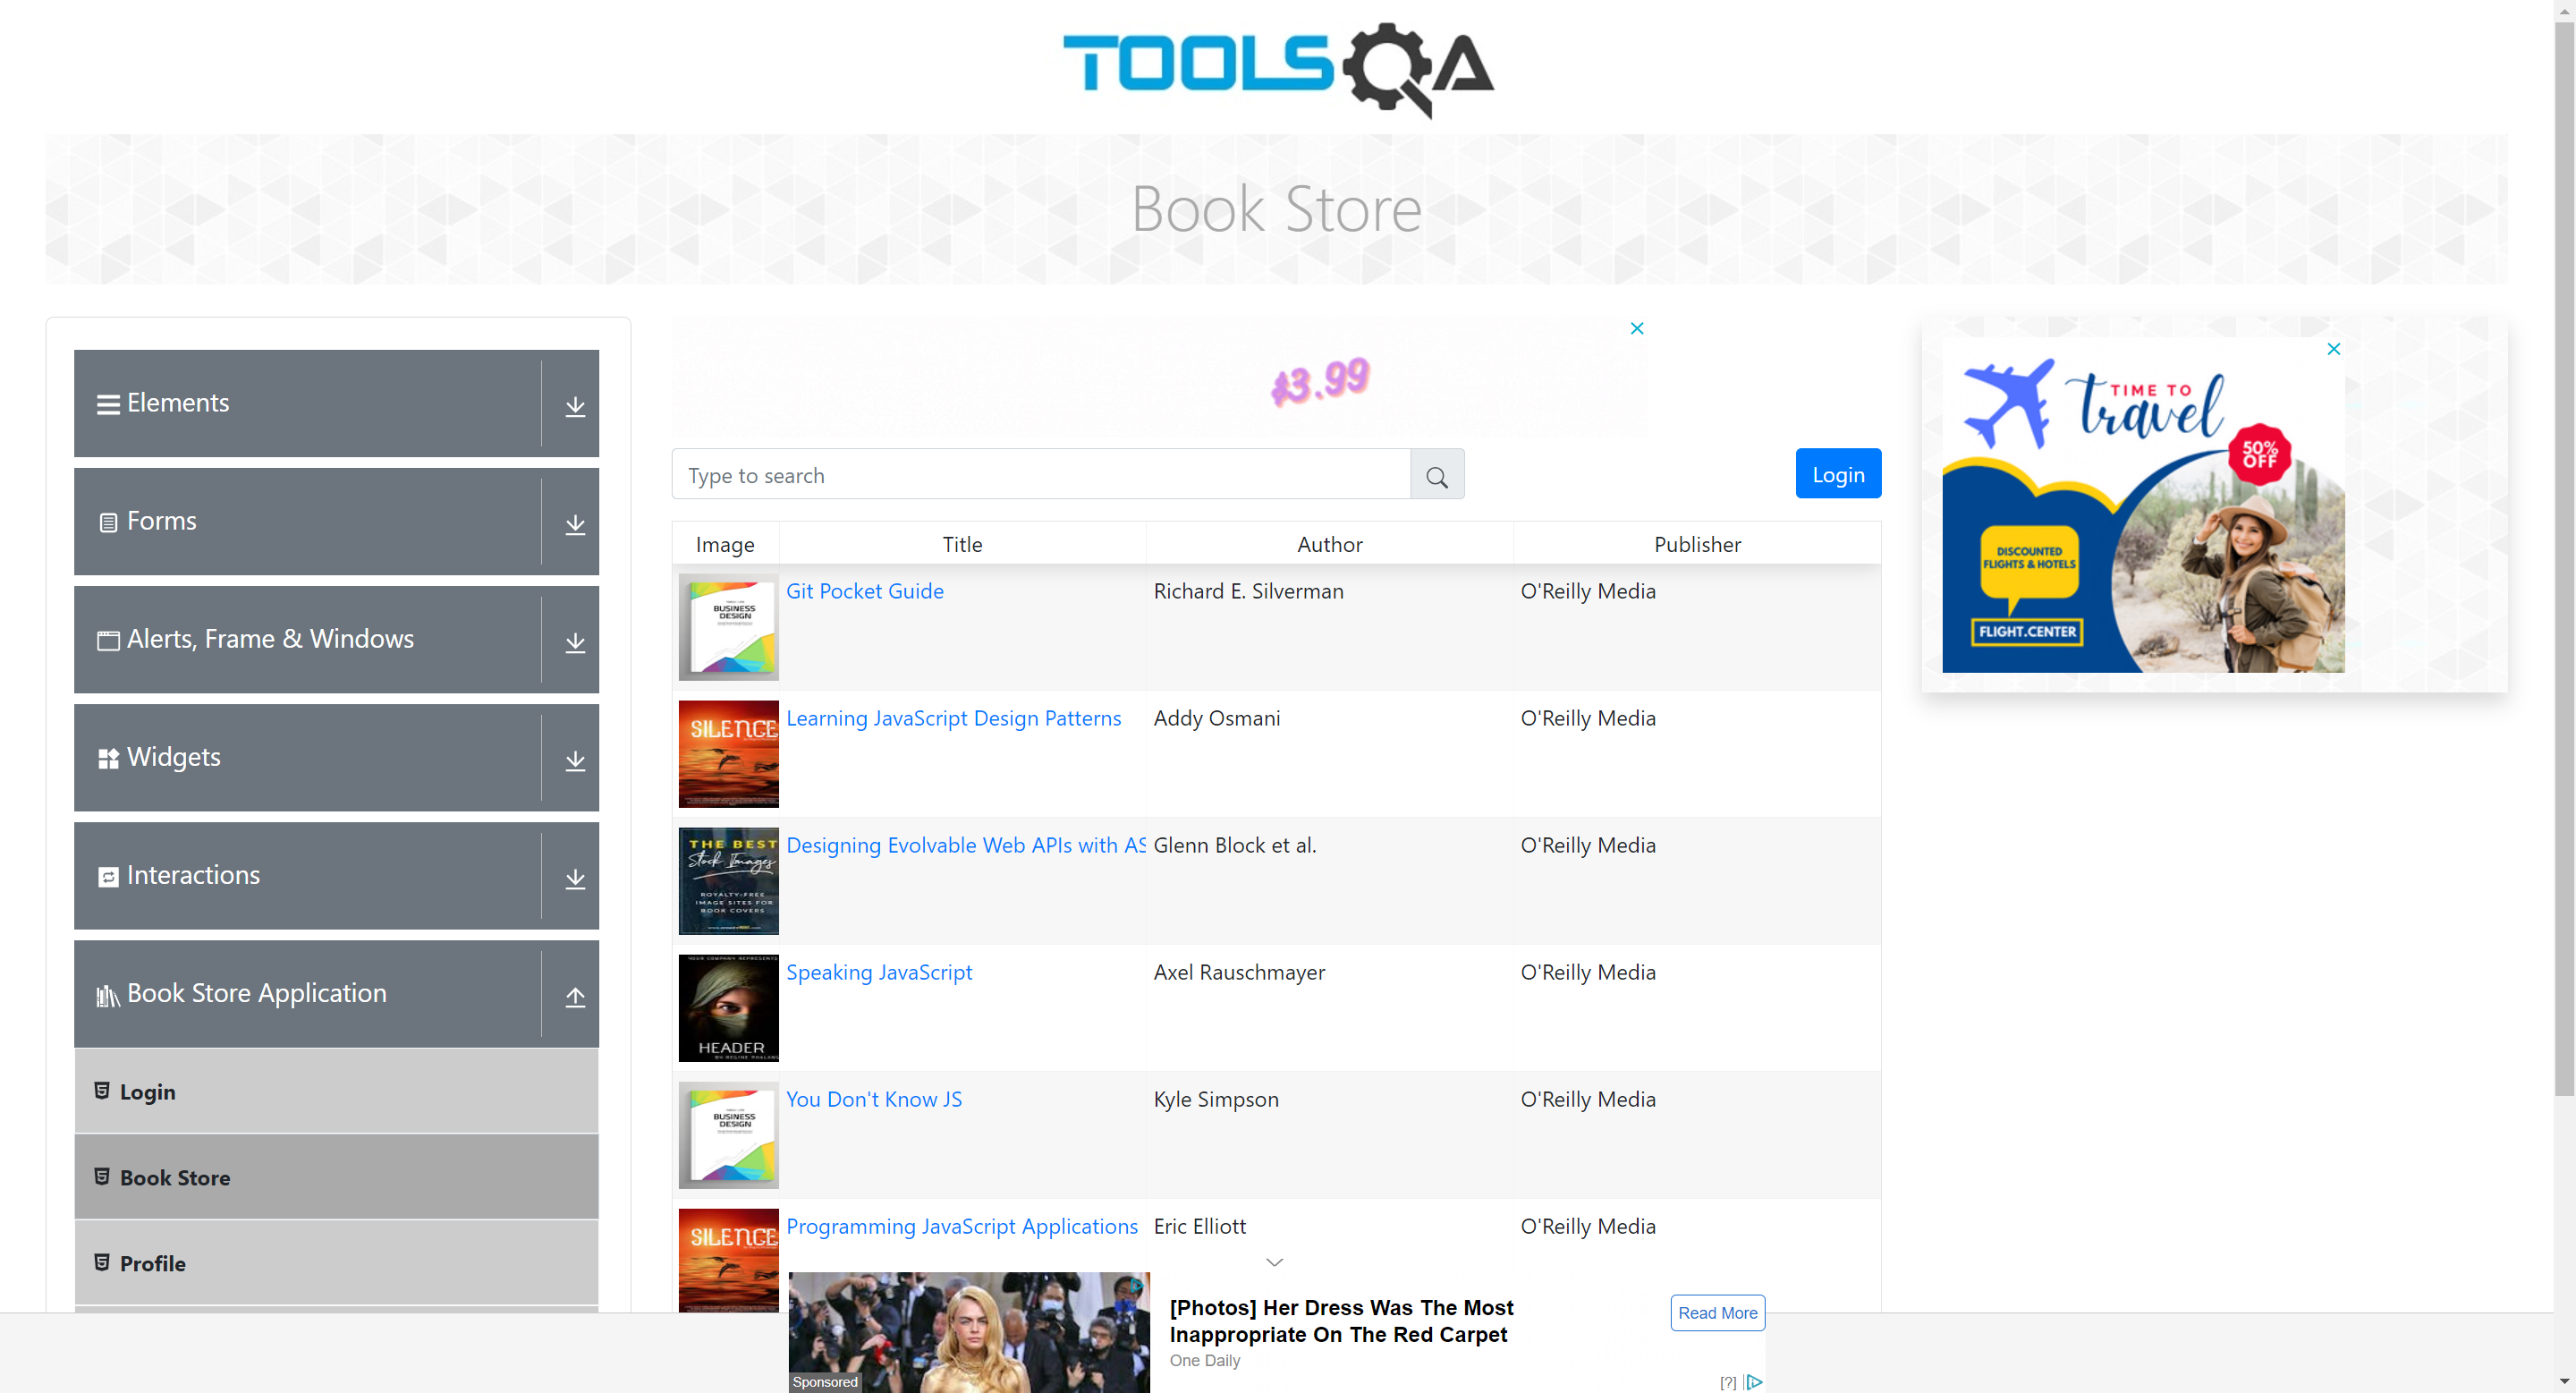 TOOLSQA
Book Store
Elements
Forms
Alerts, Frame & Windows
Widgets
Interactions
Book Store Application
Login
Book Store
Profile
$3.99
Type to search
Login
Image Title Author Publisher
BUSINESS
DESIGN
Git Pocket Guide Richard E. Silverman O'Reilly Media
SILENCE
Learning JavaScript Design Patterns Addy Osmani O'Reilly Media
THE BEST
Stock Images
ROYALTY-FREE
IMAGE SITES FOR
BOOK COVERS
Designing Evolvable Web APIs with AS Glenn Block et al. O'Reilly Media
YOUR COMPANY REPRESENTS
HEADER
Speaking JavaScript Axel Rauschmayer O'Reilly Media
BUSINESS
DESIGN
You Don't Know JS Kyle Simpson O'Reilly Media
SILENCE
Programming JavaScript Applications Eric Elliott O'Reilly Media
TIME TO
travel
50%
OFF
DISCOUNTED
FLIGHTS & HOTELS
FLIGHT.CENTER
Sponsored
[Photos] Her Dress Was The Most
Inappropriate On The Red Carpet
One Daily
Read More
[?]